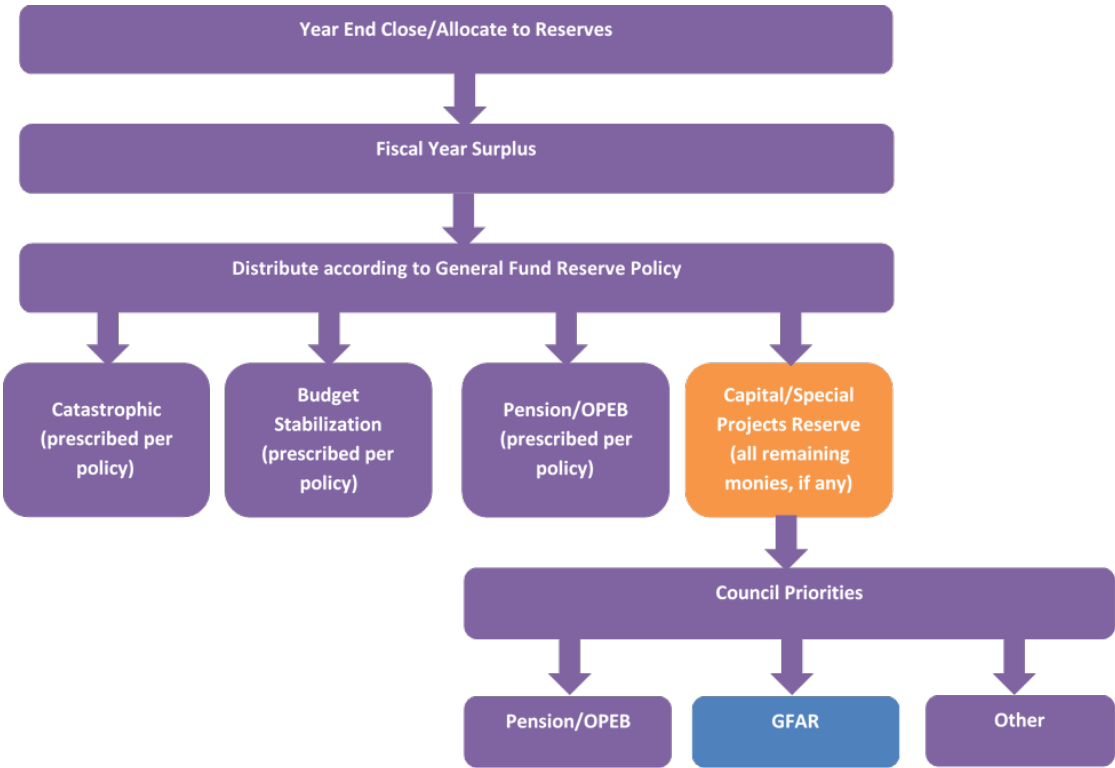 Year End Close/Allocate to Reserves
Fiscal Year Surplus
Distribute according to General Fund Reserve Policy
Catastrophic
(prescribed per
policy)
Budget
Stabilization
(prescribed per
policy)
Pension/OPEB
(prescribed per
policy)
Capital/Special
Projects Reserve
(all remaining
monies, if any)
Council Priorities
Pension/OPEB
GFAR
Other